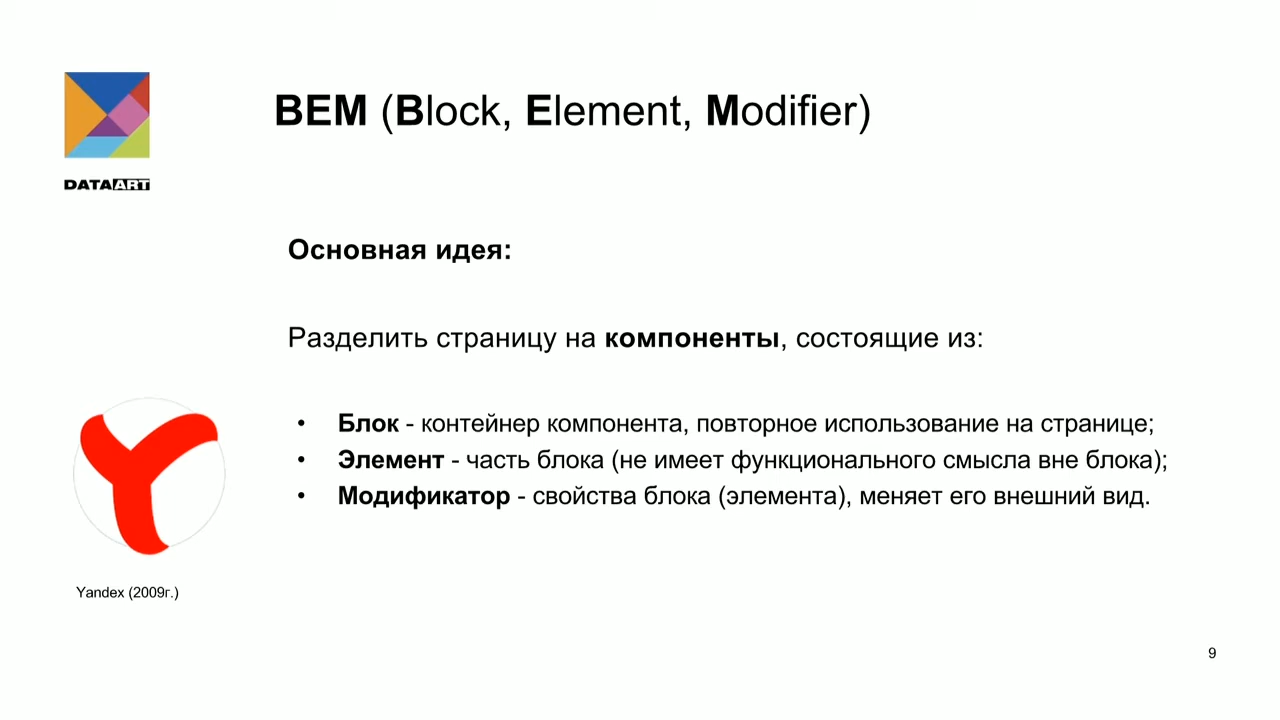 BEM (Block, Element, Modifier)
DATAART
Основная идея:
Разделить страницу на компоненты, состоящие из:
• Блок - контейнер компонента, повторное использование на странице;
• Элемент - часть блока (не имеет функционального смысла вне блока);
• Модификатор - свойства блока (элемента), меняет его внешний вид.
Yandex (2009г.)
9